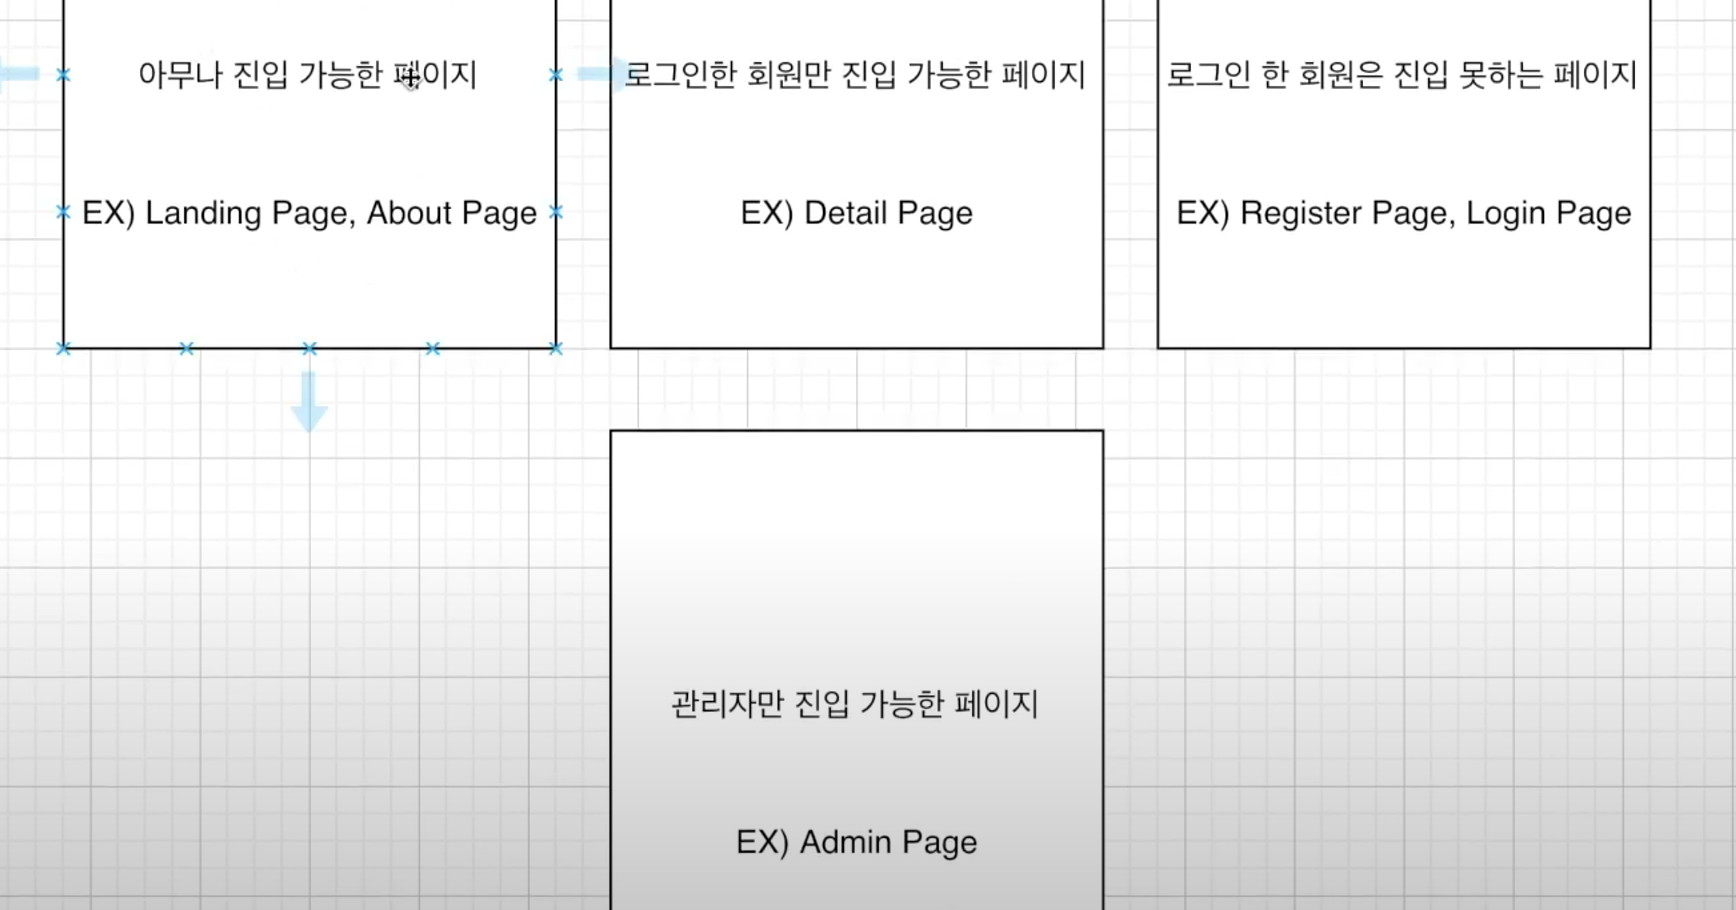 아무나 진입 가능한 페이지
로그인한 회원만 진입 가능한 페이지
로그인 한 회원은 진입 못하는 페이지
EX) Landing Page, About Page
EX) Detail Page
EX) Register Page, Login Page
관리자만 진입 가능한 페이지
EX) Admin Page